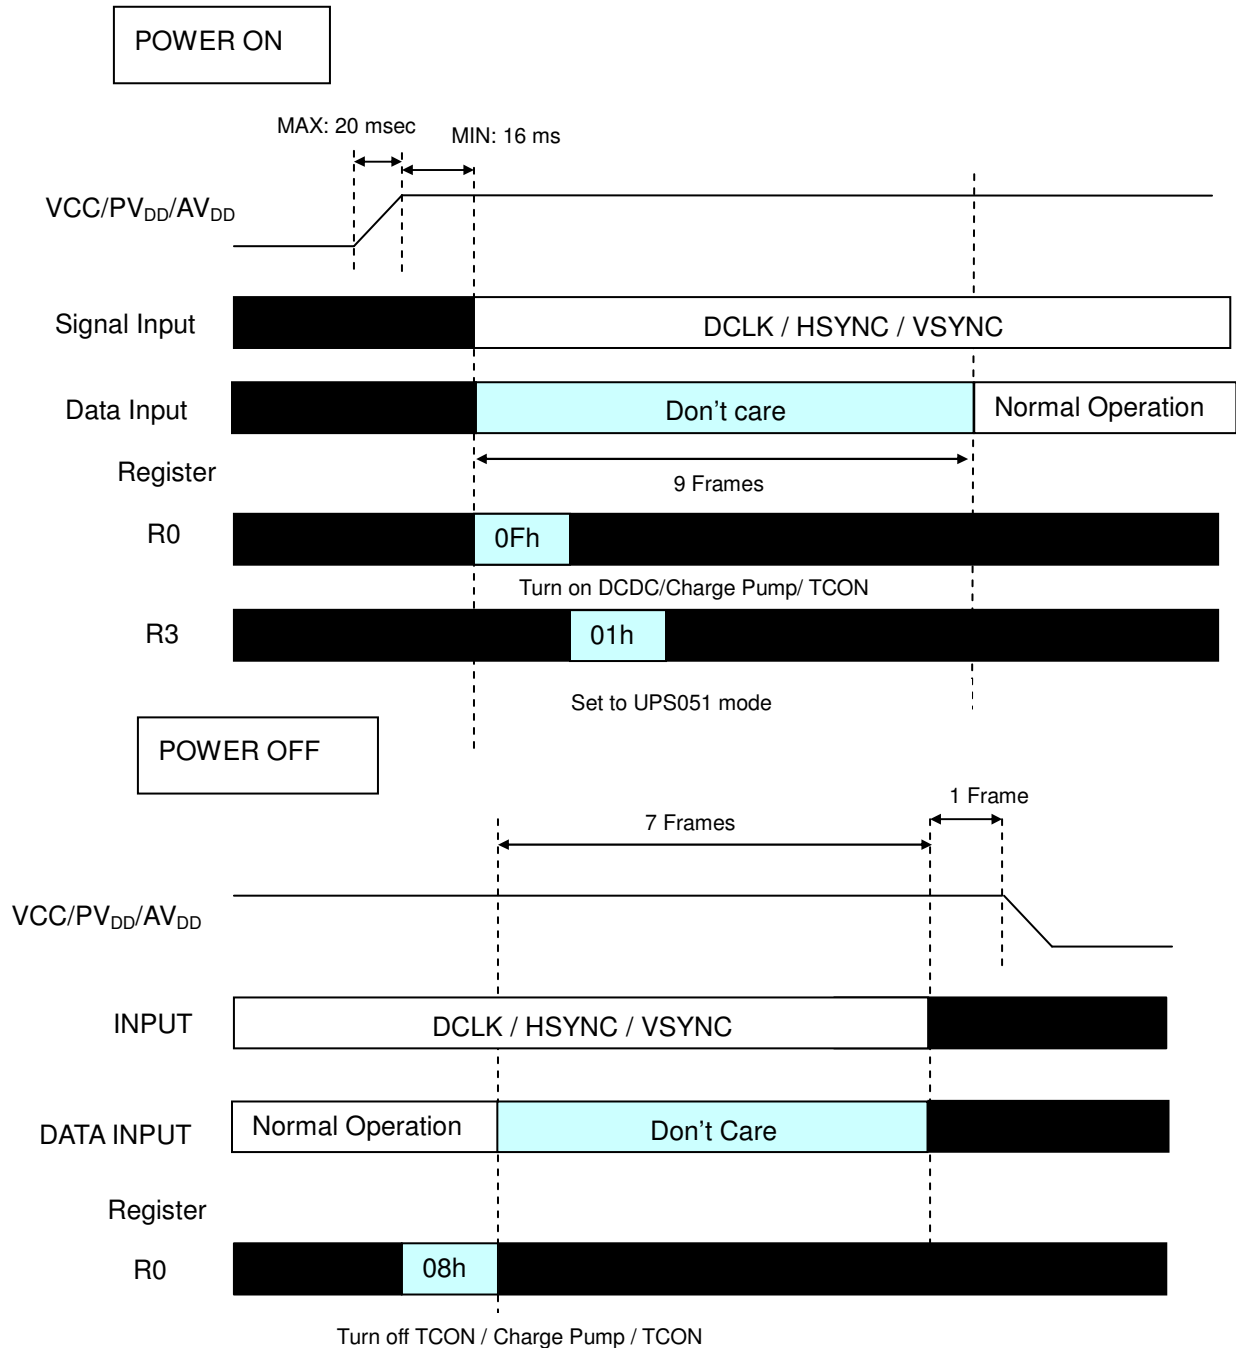 POWER ON
MAX: 20 msec
MIN: 16 ms
VCC/PVDD/AVDD
Signal Input
DCLK / HSYNC / VSYNC
Data Input
Don't care
Normal Operation
Register
9 Frames
R0
0Fh
Turn on DCDC/Charge Pump/ TCON
R3
01h
Set to UPS051 mode
POWER OFF
1 Frame
7 Frames
VCC/PVDD/AVDD
INPUT
DCLK / HSYNC / VSYNC
DATA INPUT
Normal Operation
Don't Care
Register
R0
08h
Turn off TCON / Charge Pump / TCON